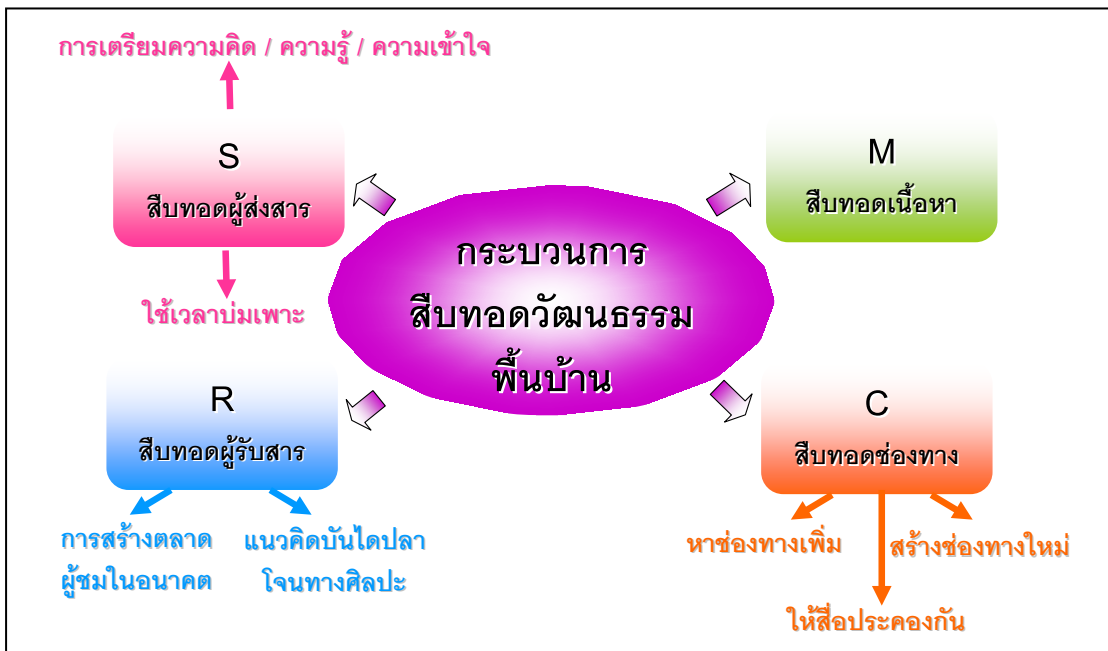 การเตรียมความคิด / ความรู้ / ความเข้าใจ
S
สืบทอดผู้ส่งสาร
ใช้เวลาบ่มเพาะ
M
สืบทอดเนื้อหา
กระบวนการ
สืบทอดวัฒนธรรม
พื้นบ้าน
R
สืบทอดผู้รับสาร
การสร้างตลาด
ผู้ชมในอนาคต
แนวคิดบันไดปลา
โจนทางศิลปะ
C
สืบทอดช่องทาง
หาช่องทางเพิ่ม
สร้างช่องทางใหม่
ให้สื่อประคองกัน